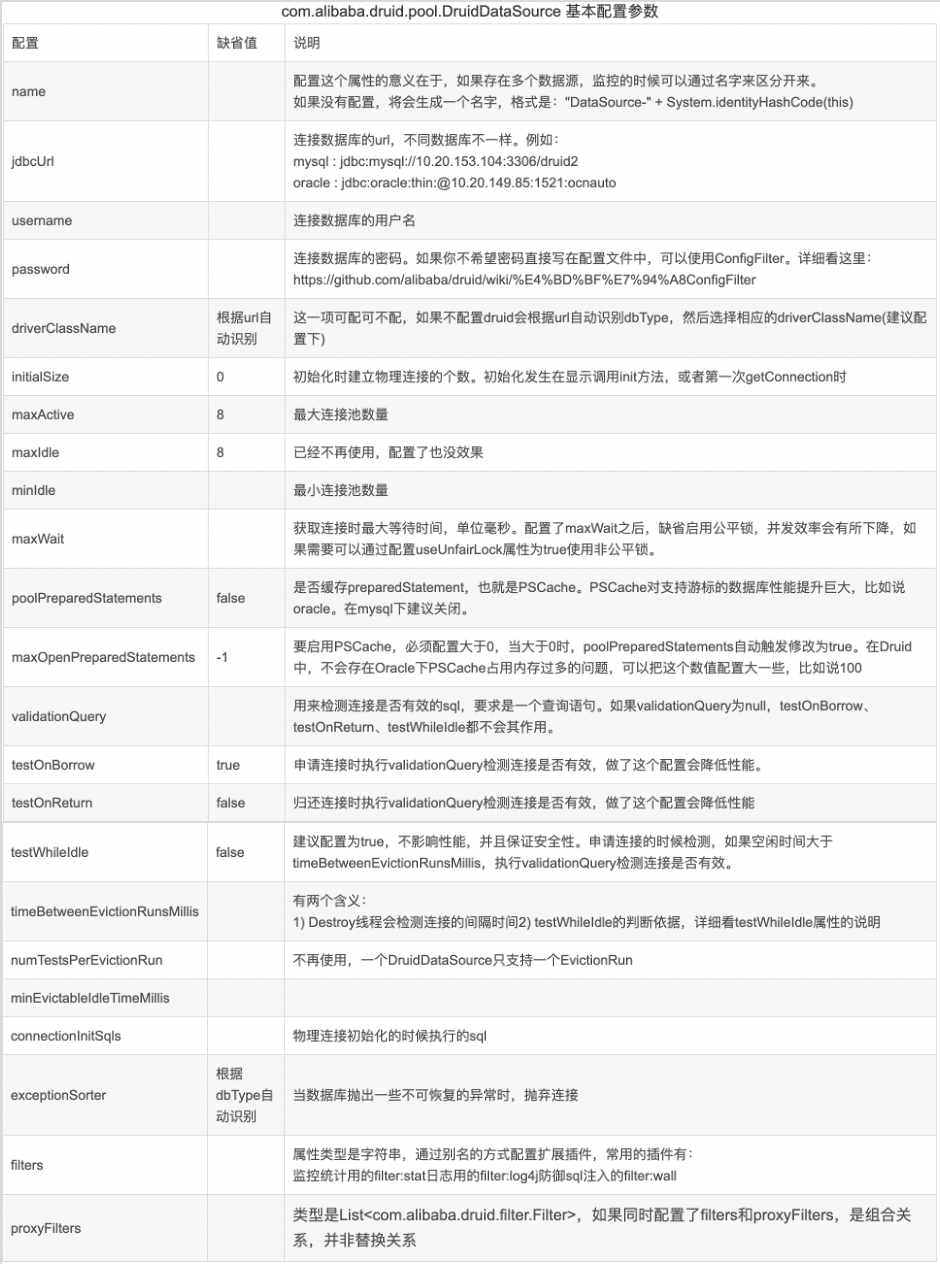 com.alibaba.druid.pool.DruidDataSource 基本配置参数
配置 缺省值 说明
name
配置这个属性的意义在于，如果存在多个数据源，监控的时候可以通过名字来区分开来。
如果没有配置，将会生成一个名字，格式是："DataSource-" + System.identityHashCode(this)
jdbcUrl
连接数据库的url，不同数据库不一样。例如：
mysql : jdbc:mysql://10.20.153.104:3306/druid2
oracle : jdbc:oracle:thin:@10.20.149.85:1521:ocnauto
username 连接数据库的用户名
password
连接数据库的密码。如果你不希望密码直接写在配置文件中，可以使用ConfigFilter。详细看这里：
https://github.com/alibaba/druid/wiki/%E4%BD%BF%E7%94%A8ConfigFilter
driverClassName
根据url自
动识别
这一项可配可不配，如果不配置druid会根据url自动识别dbType，然后选择相应的driverClassName(建议配
置下)
initialSize 0 初始化时建立物理连接的个数。初始化发生在显示调用init方法，或者第一次getConnection时
maxActive 8 最大连接池数量
maxIdle 8 已经不再使用，配置了也没效果
minIdle 最小连接池数量
maxWait
获取连接时最大等待时间，单位毫秒。配置了maxWait之后，缺省启用公平锁，并发效率会有所下降，如
果需要可以通过配置useUnfairLock属性为true使用非公平锁。
poolPreparedStatements false
是否缓存preparedStatement，也就是PSCache。PSCache对支持游标的数据库性能提升巨大，比如说
oracle。在mysql下建议关闭。
maxOpenPreparedStatements -1
要启用PSCache，必须配置大于0，当大于0时，poolPreparedStatements自动触发修改为true。在Druid
中，不会存在Oracle下PSCache占用内存过多的问题，可以把这个数值配置大一些，比如说100
validationQuery
用来检测连接是否有效的sql，要求是一个查询语句。如果validationQuery为null，testOnBorrow、
testOnReturn、testWhileIdle都不会其作用。
testOnBorrow true 申请连接时执行validationQuery检测连接是否有效，做了这个配置会降低性能。
testOnReturn false 归还连接时执行validationQuery检测连接是否有效，做了这个配置会降低性能
testWhileIdle false
建议配置为true，不影响性能，并且保证安全性。申请连接的时候检测，如果空闲时间大于
timeBetweenEvictionRunsMillis，执行validationQuery检测连接是否有效。
timeBetweenEvictionRunsMillis
有两个含义：
1) Destroy线程会检测连接的间隔时间2) testWhileIdle的判断依据，详细看testWhileIdle属性的说明
numTestsPerEvictionRun 不再使用，一个DruidDataSource只支持一个EvictionRun
minEvictableIdleTimeMillis
connectionInitSqls 物理连接初始化的时候执行的sql
exceptionSorter
根据
dbType自
动识别
当数据库抛出一些不可恢复的异常时，抛弃连接
filters
属性类型是字符串，通过别名的方式配置扩展插件，常用的插件有：
监控统计用的filter:stat日志用的filter:log4j防御sql注入的filter:wall
proxyFilters
类型是List<com.alibaba.druid.filter.Filter>，如果同时配置了filters和proxyFilters，是组合关
系，并非替换关系